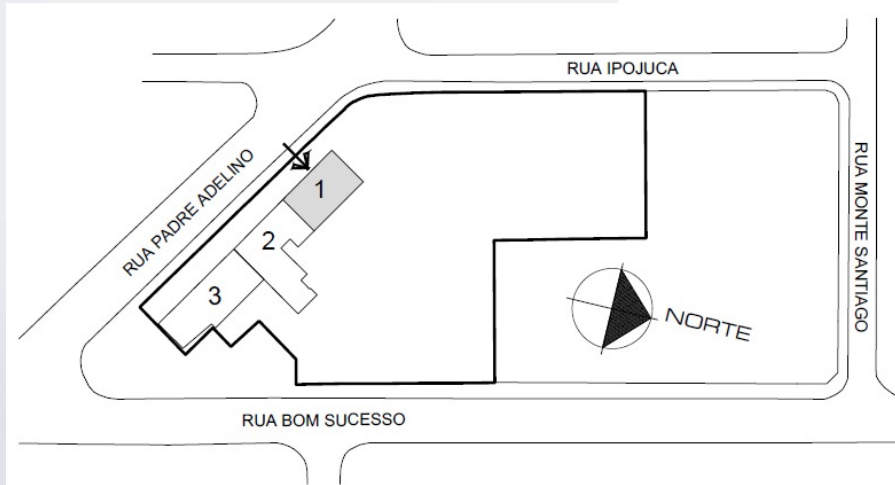 RUA IPOJUCA
RUA PADRE ADELINO
1
2
3
RUA MONTE SANTIAGO
NORTE
RUA BOM SUCESSO